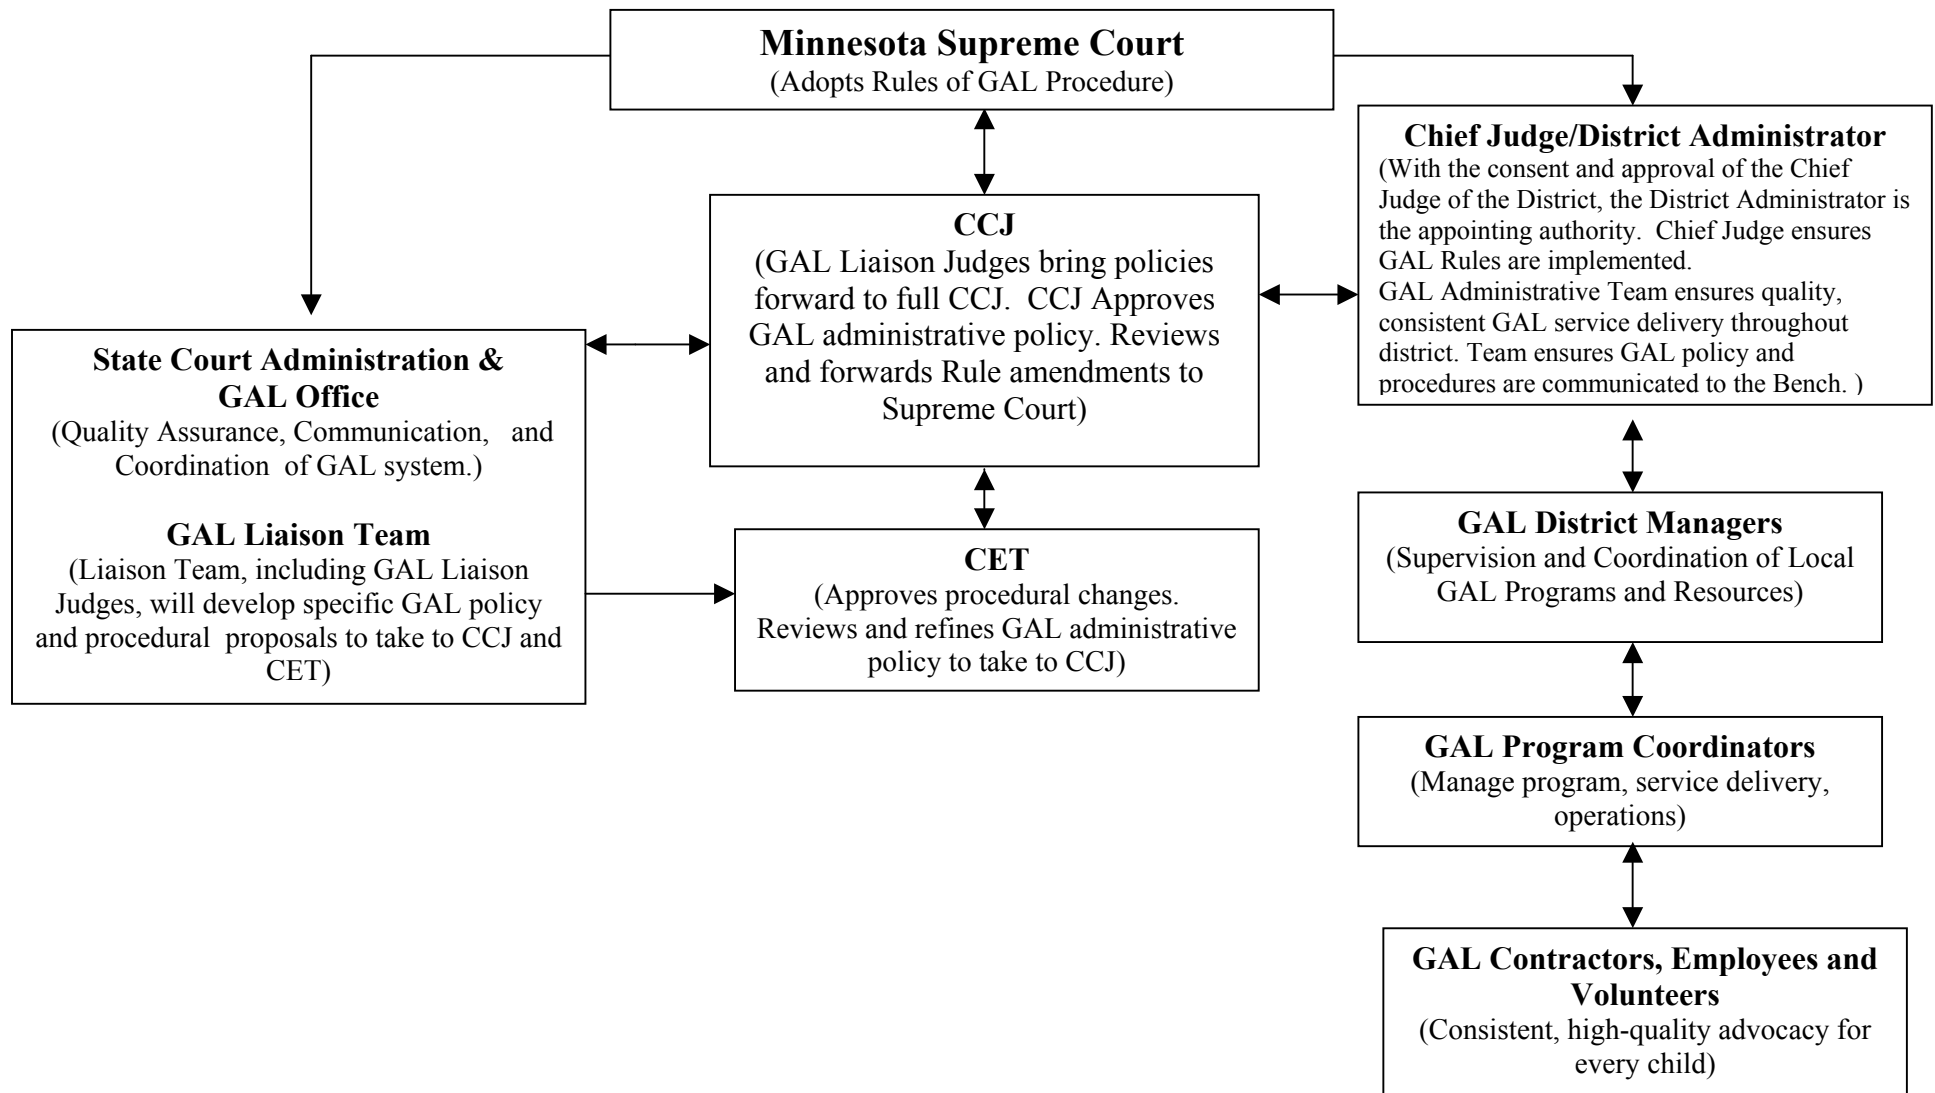 Minnesota Supreme Court
(Adopts Rules of GAL Procedure)
Chief Judge/District Administrator
(With the consent and approval of the Chief
Judge of the District, the District Administrator is
the appointing authority.  Chief Judge ensures
GAL Rules are implemented.
GAL Administrative Team ensures quality,
consistent GAL service delivery throughout
district. Team ensures GAL policy and
procedures are communicated to the Bench. )
CCJ
(GAL Liaison Judges bring policies
forward to full CCJ.  CCJ Approves
GAL administrative policy. Reviews
and forwards Rule amendments to
Supreme Court)
State Court Administration &
GAL Office
(Quality Assurance, Communication,   and
Coordination  of GAL system.)
GAL Liaison Team
(Liaison Team, including GAL Liaison
Judges, will develop specific GAL policy
and procedural  proposals to take to CCJ and
CET)
CET
(Approves procedural changes.
Reviews and refines GAL administrative
policy to take to CCJ)
GAL District Managers
(Supervision and Coordination of Local
GAL Programs and Resources)
GAL Program Coordinators
(Manage program, service delivery,
operations)
GAL Contractors, Employees and
Volunteers
(Consistent, high-quality advocacy for
every child)